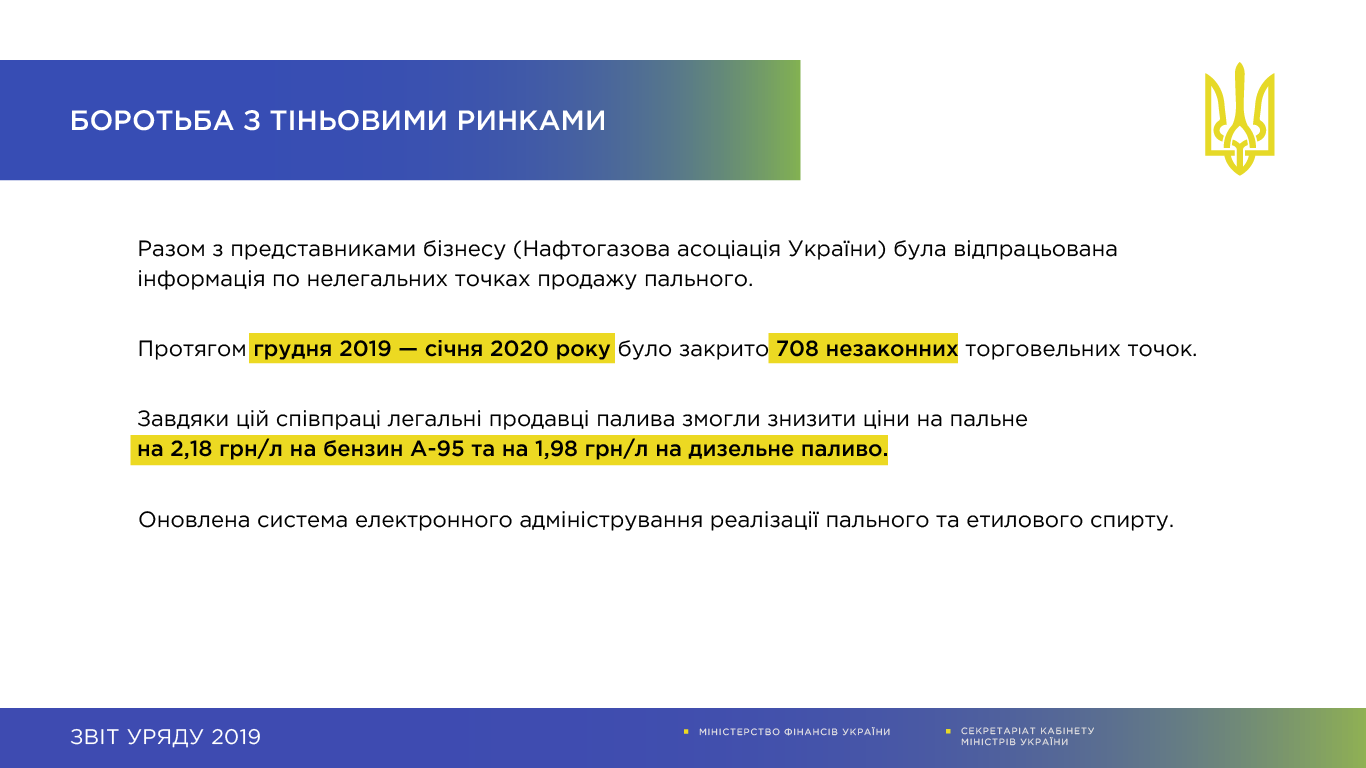 БОРОТЬБА З ТІНЬОВИМИ РИНКАМИ
Разом з представниками бізнесу (Нафтогазова асоціація України) була відпрацьована
інформація по нелегальних точках продажу пального.
Протягом грудня 2019 — січня 2020 року було закрито 708 незаконних торговельних точок.
Завдяки цій співпраці легальні продавці палива змогли знизити ціни на пальне
на 2,18 грн/л на бензин А-95 та на 1,98 грн/л на дизельне паливо.
Оновлена система електронного адміністрування реалізації пального та етилового спирту.
ЗВІТ УРЯДУ 2019
МІНІСТЕРСТВО ФІНАНСІВ УКРАЇНИ
СЕКРЕТАРІАТ КАБІНЕТУ
МІНІСТРІВ УКРАЇНИ